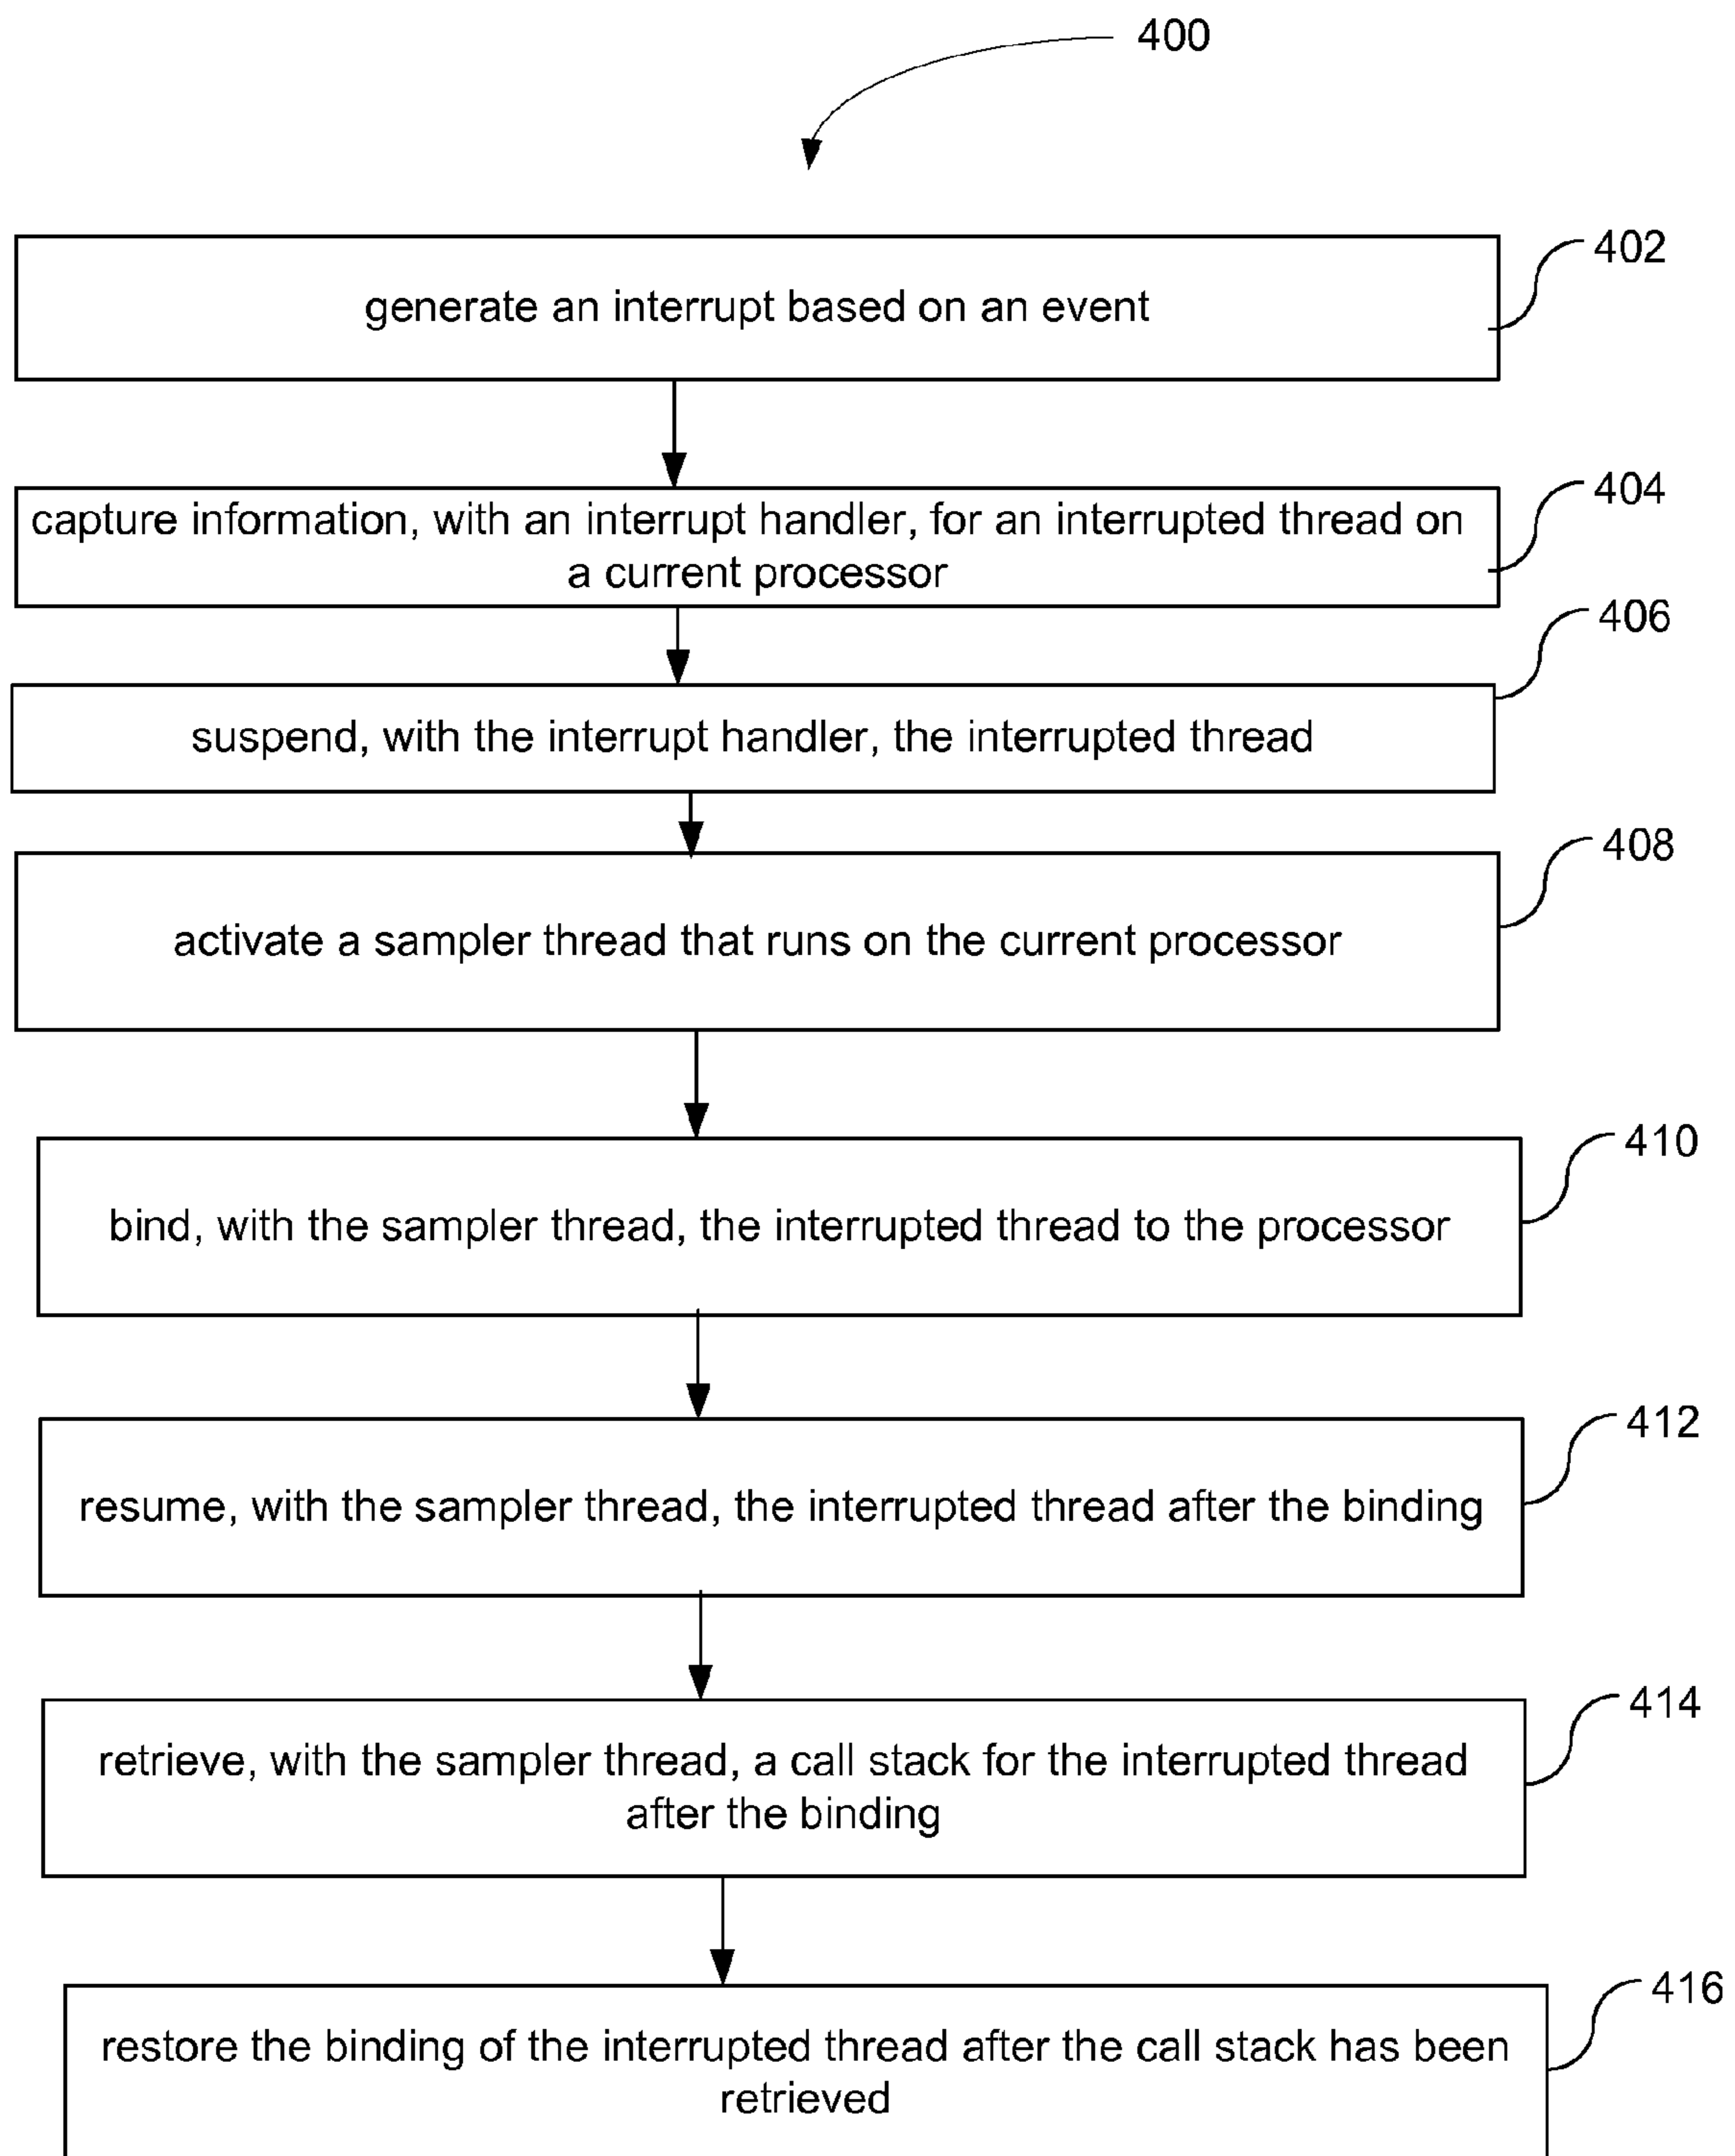 400
402
generate an interrupt based on an event
404
capture information, with an interrupt handler, for an interrupted thread on
a current processor
406
suspend, with the interrupt handler, the interrupted thread
408
activate a sampler thread that runs on the current processor
410
bind, with the sampler thread, the interrupted thread to the processor
412
resume, with the sampler thread, the interrupted thread after the binding
414
retrieve, with the sampler thread, a call stack for the interrupted thread
after the binding
416
restore the binding of the interrupted thread after the call stack has been
retrieved